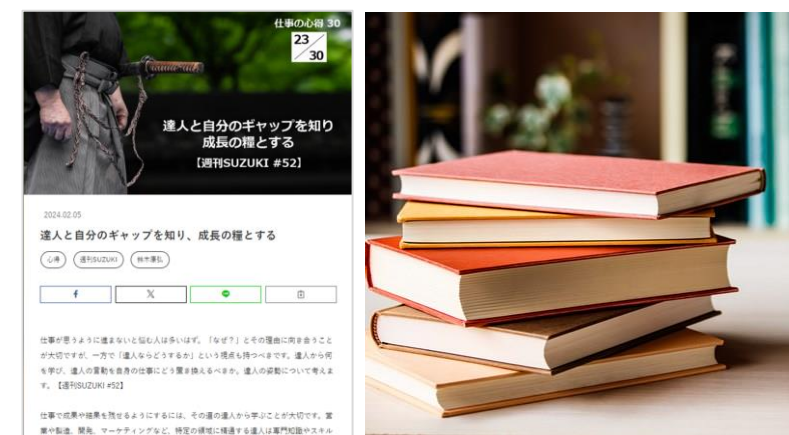 仕事の心得 30
23
30
達人と自分のギャップを知り
成長の糧とする
【週刊SUZUKI #52】
2024.02.05
達人と自分のギャップを知り、成長の糧とする
心得
週刊SUZUKI
f
X
仕事が思うように進まないと悩む人は多いはず。「なぜ？」とその理由に向き合うこと
が大切ですが、一方で「達人ならどうするか」という視点も持つべきです。達人から何
を学び、達人の言動を自身の仕事にどう置き換えるべきか。達人の姿勢について考えま
す。【週刊SUZUKI #52】
仕事で成果や結果を残せるようにするには、その道の達人から学ぶことが大切です。営
業や製造、開発、マーケティングなど、特定の領域に精通する達人は専門知識やスキル